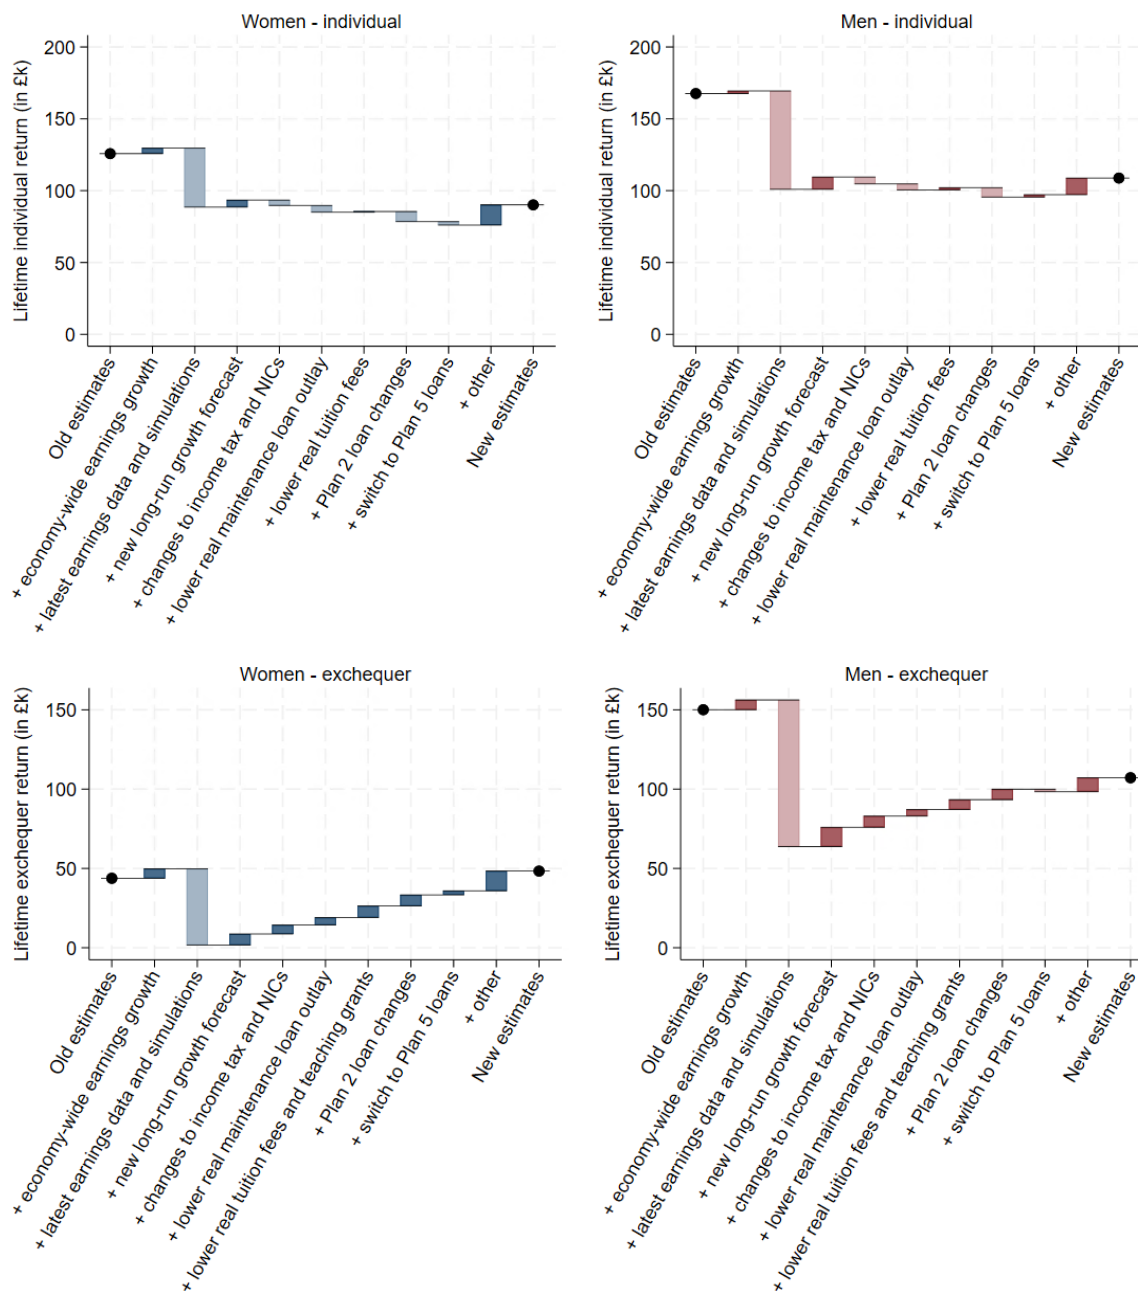 Women - individual
Lifetime individual return (in £k)
200
150
100
50
0
Old estimates
+ economy-wide earnings growth
+ latest earnings data and simulations
+ new long-run growth forecast
+ changes to income tax and NICs
+ lower real maintenance loan outlay
+ lower real tuition fees
+ Plan 2 loan changes
+ switch to Plan 5 loans
+ other
New estimates
Men - individual
Lifetime individual return (in £k)
200
150
100
50
0
Old estimates
+ economy-wide earnings growth
+ latest earnings data and simulations
+ new long-run growth forecast
+ changes to income tax and NICs
+ lower real maintenance loan outlay
+ lower real tuition fees
+ Plan 2 loan changes
+ switch to Plan 5 loans
+ other
New estimates
Women - exchequer
Lifetime exchequer return (in £k)
150
100
50
0
Old estimates
+ economy-wide earnings growth
+ latest earnings data and simulations
+ new long-run growth forecast
+ changes to income tax and NICs
+ lower real maintenance loan outlay
+ lower real tuition fees and teaching grants
+ Plan 2 loan changes
+ switch to Plan 5 loans
+ other
New estimates
Men - exchequer
Lifetime exchequer return (in £k)
150
100
50
0
Old estimates
+ economy-wide earnings growth
+ latest earnings data and simulations
+ new long-run growth forecast
+ changes to income tax and NICs
+ lower real maintenance loan outlay
+ lower real tuition fees and teaching grants
+ Plan 2 loan changes
+ switch to Plan 5 loans
+ other
New estimates